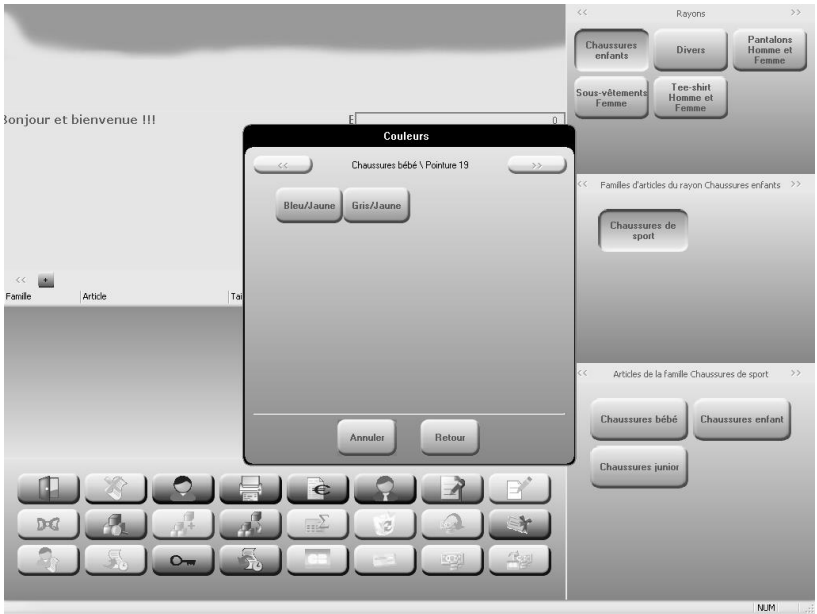 << Rayons >>
Chaussures
enfants
Divers
Pantalons
Homme et
Femme
Sous-vêtements
Femme
Tee-shirt
Homme et
Femme
Bonjour et bienvenue !!!
E
0
Couleurs
<< Chaussures bébé \ Pointure 19 >>
Bleu/Jaune Gris/Jaune
Annuler Retour
<< Familles d'articles du rayon Chaussures enfants >>
Chaussures de
sport
<< +
Famille Article Tai
<< Articles de la famille Chaussures de sport >>
Chaussures bébé Chaussures enfant
Chaussures junior
NUM